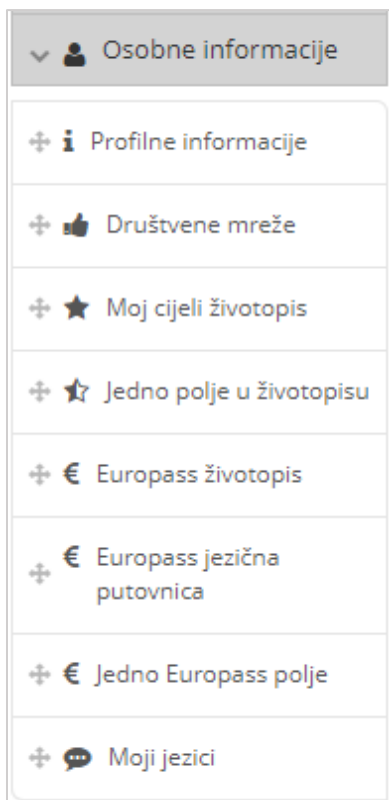 Osobne informacije
Profilne informacije
Društvene mreže
Moj cijeli životopis
Jedno polje u životopisu
€ Europass životopis
€ Europass jezična
putovnica
€ Jedno Europass polje
Moji jezici